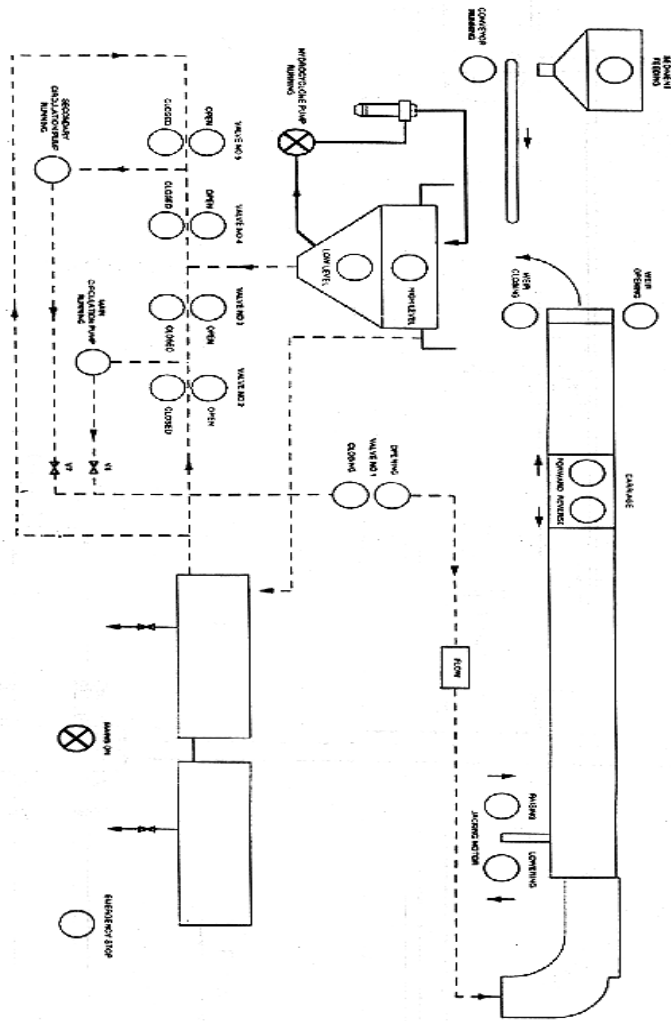 SEDIMENT
FEEDING
WEIR
OPENING
CARRIAGE
FORWARD REVERSE
WEIR
CLOSING
CONVEYOR
RUNNING
RAISING
LOWERING
JACKING MOTOR
FLOW
HIGH LEVEL
LOW LEVEL
HYDROCYCLONE PUMP
RUNNING
OPENING
VALVE NO 1
CLOSING
VALVE NO 5
OPEN
CLOSED
VALVE NO 4
OPEN
CLOSED
VALVE NO 3
OPEN
CLOSED
VALVE NO 2
OPEN
CLOSED
MAIN
CIRCULATION PUMP
RUNNING
SECONDARY
CIRCULATION PUMP
RUNNING
V1
V2
MAINS ON
EMERGENCY STOP